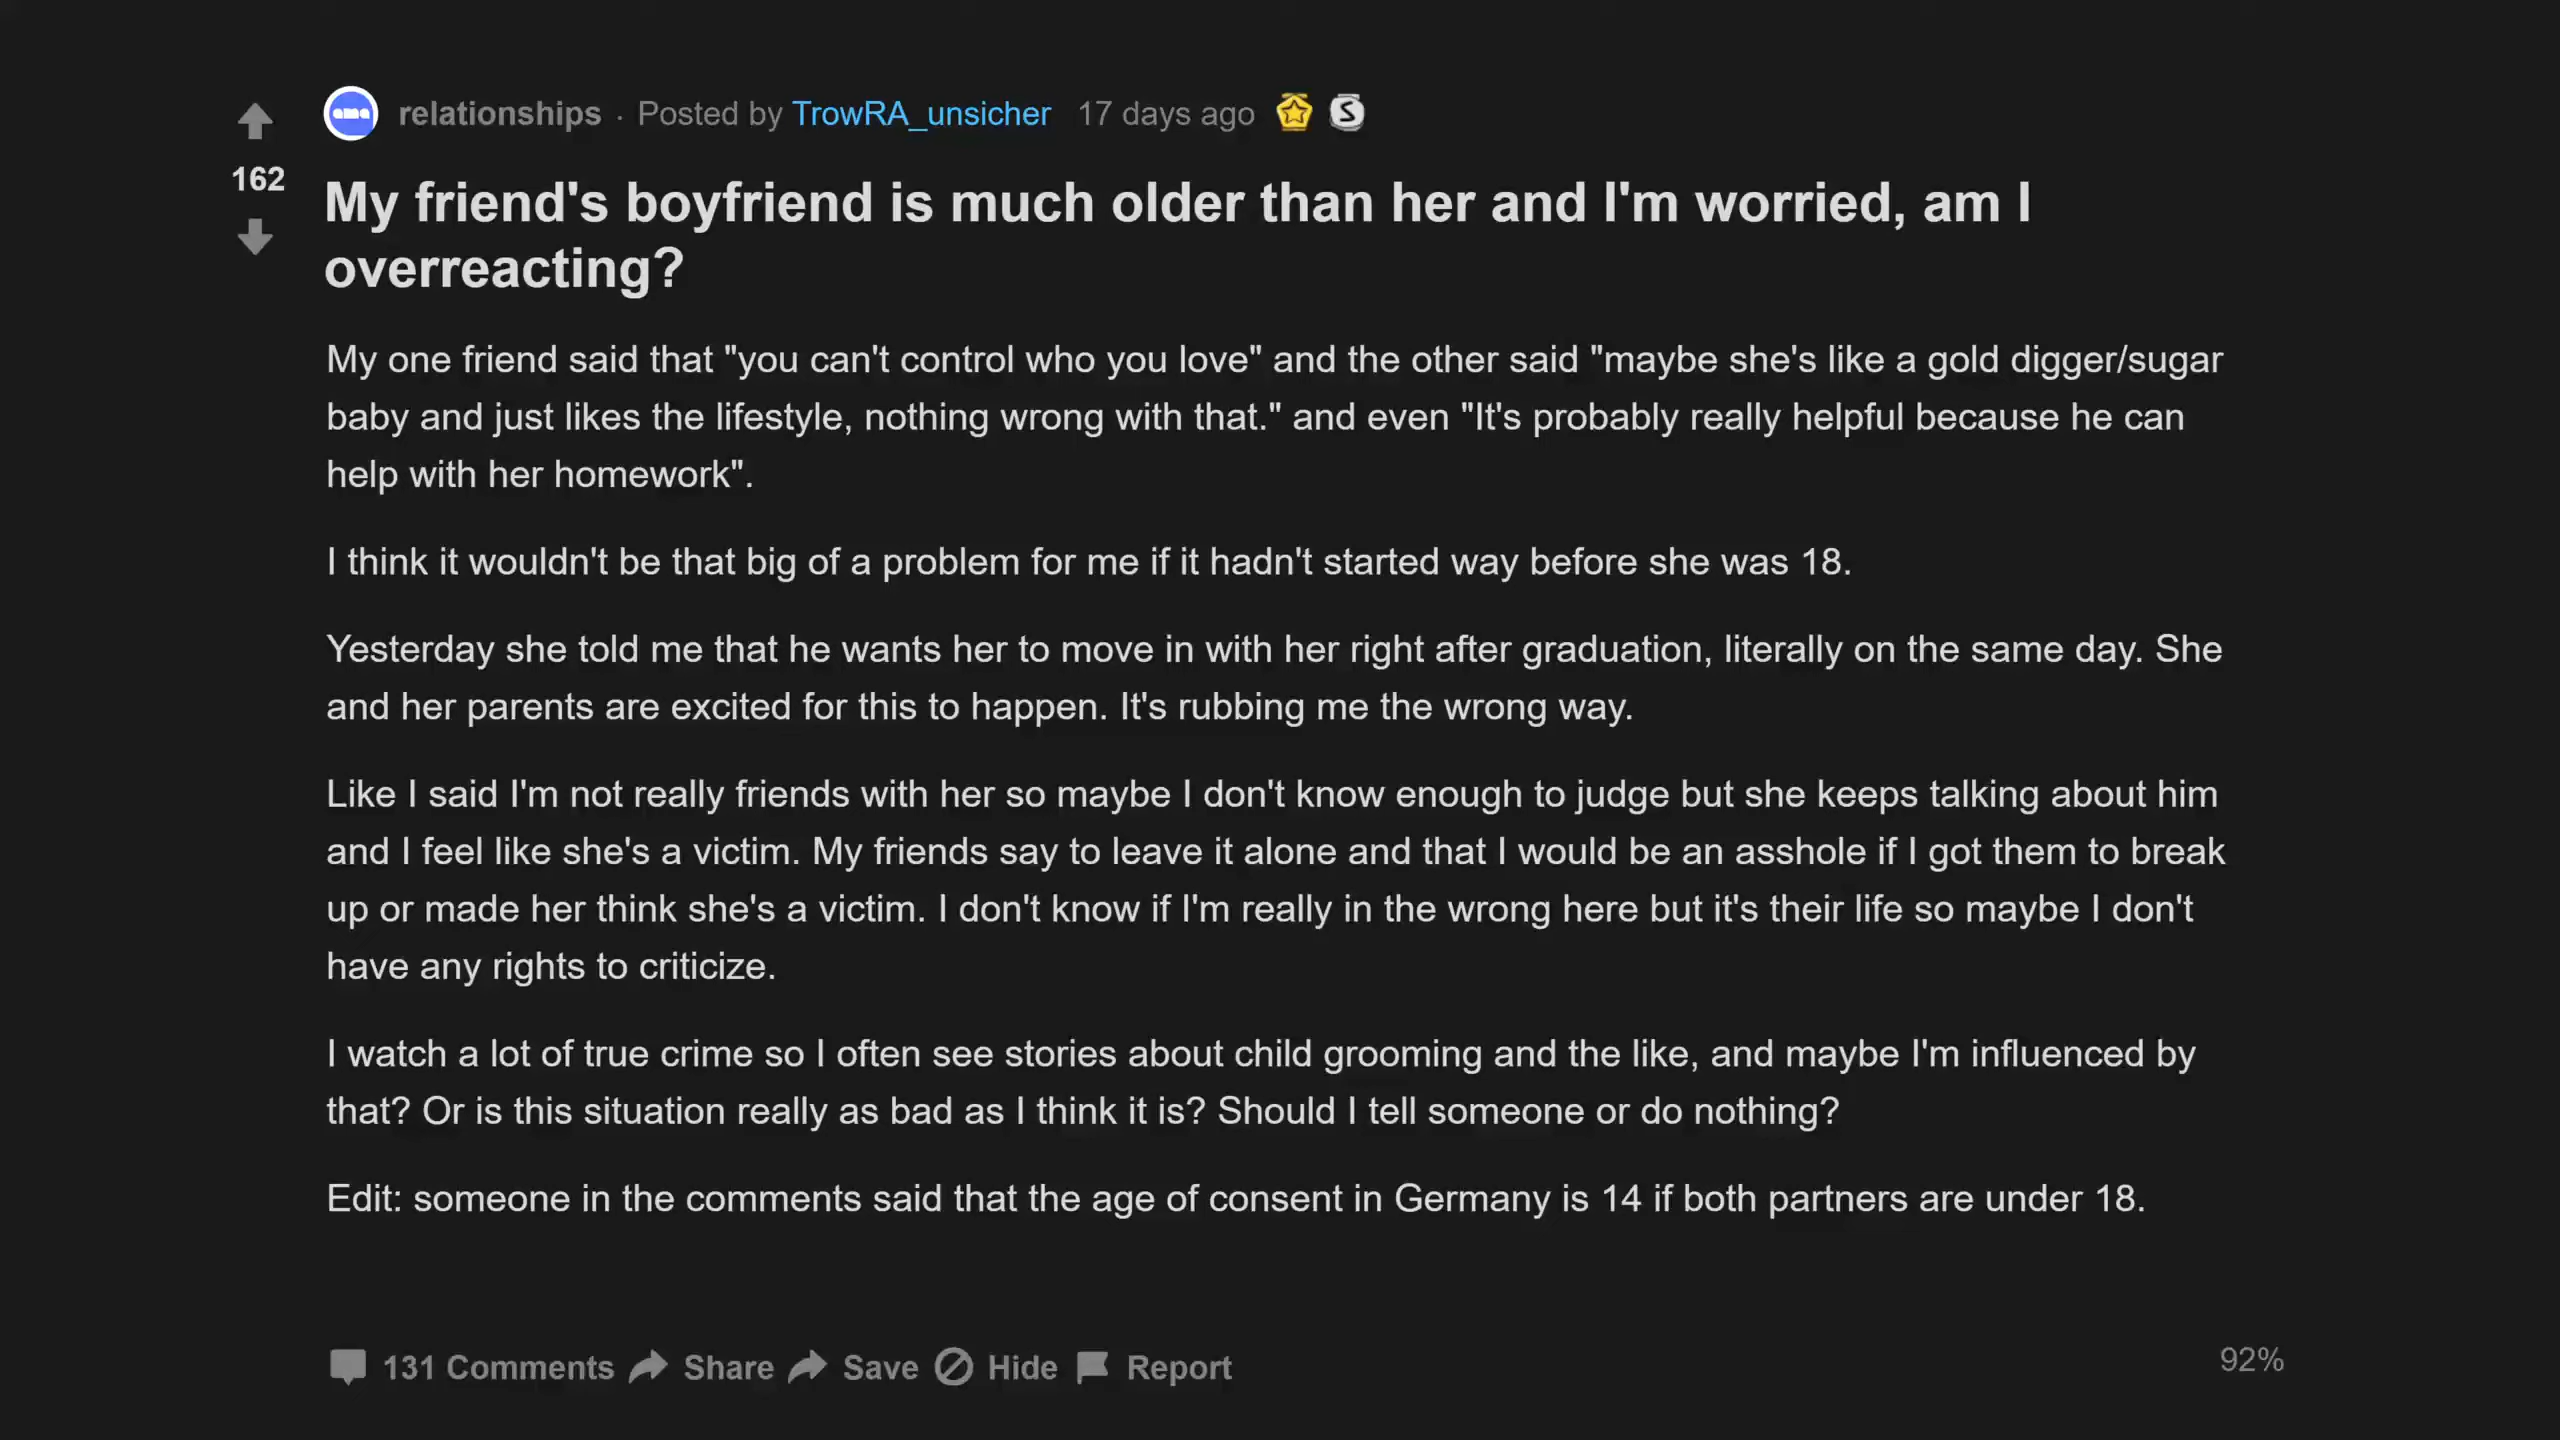 ama
relationships · Posted by TrowRA_unsicher 17 days ago S
162
My friend's boyfriend is much older than her and I'm worried, am I
overreacting?
My one friend said that "you can't control who you love" and the other said "maybe she's like a gold digger/sugar
baby and just likes the lifestyle, nothing wrong with that." and even "It's probably really helpful because he can
help with her homework".
I think it wouldn't be that big of a problem for me if it hadn't started way before she was 18.
Yesterday she told me that he wants her to move in with her right after graduation, literally on the same day. She
and her parents are excited for this to happen. It's rubbing me the wrong way.
Like I said I'm not really friends with her so maybe I don't know enough to judge but she keeps talking about him
and I feel like she's a victim. My friends say to leave it alone and that I would be an asshole if I got them to break
up or made her think she's a victim. I don't know if I'm really in the wrong here but it's their life so maybe I don't
have any rights to criticize.
I watch a lot of true crime so I often see stories about child grooming and the like, and maybe I'm influenced by
that? Or is this situation really as bad as I think it is? Should I tell someone or do nothing?
Edit: someone in the comments said that the age of consent in Germany is 14 if both partners are under 18.
131 Comments Share Save Hide Report
92%